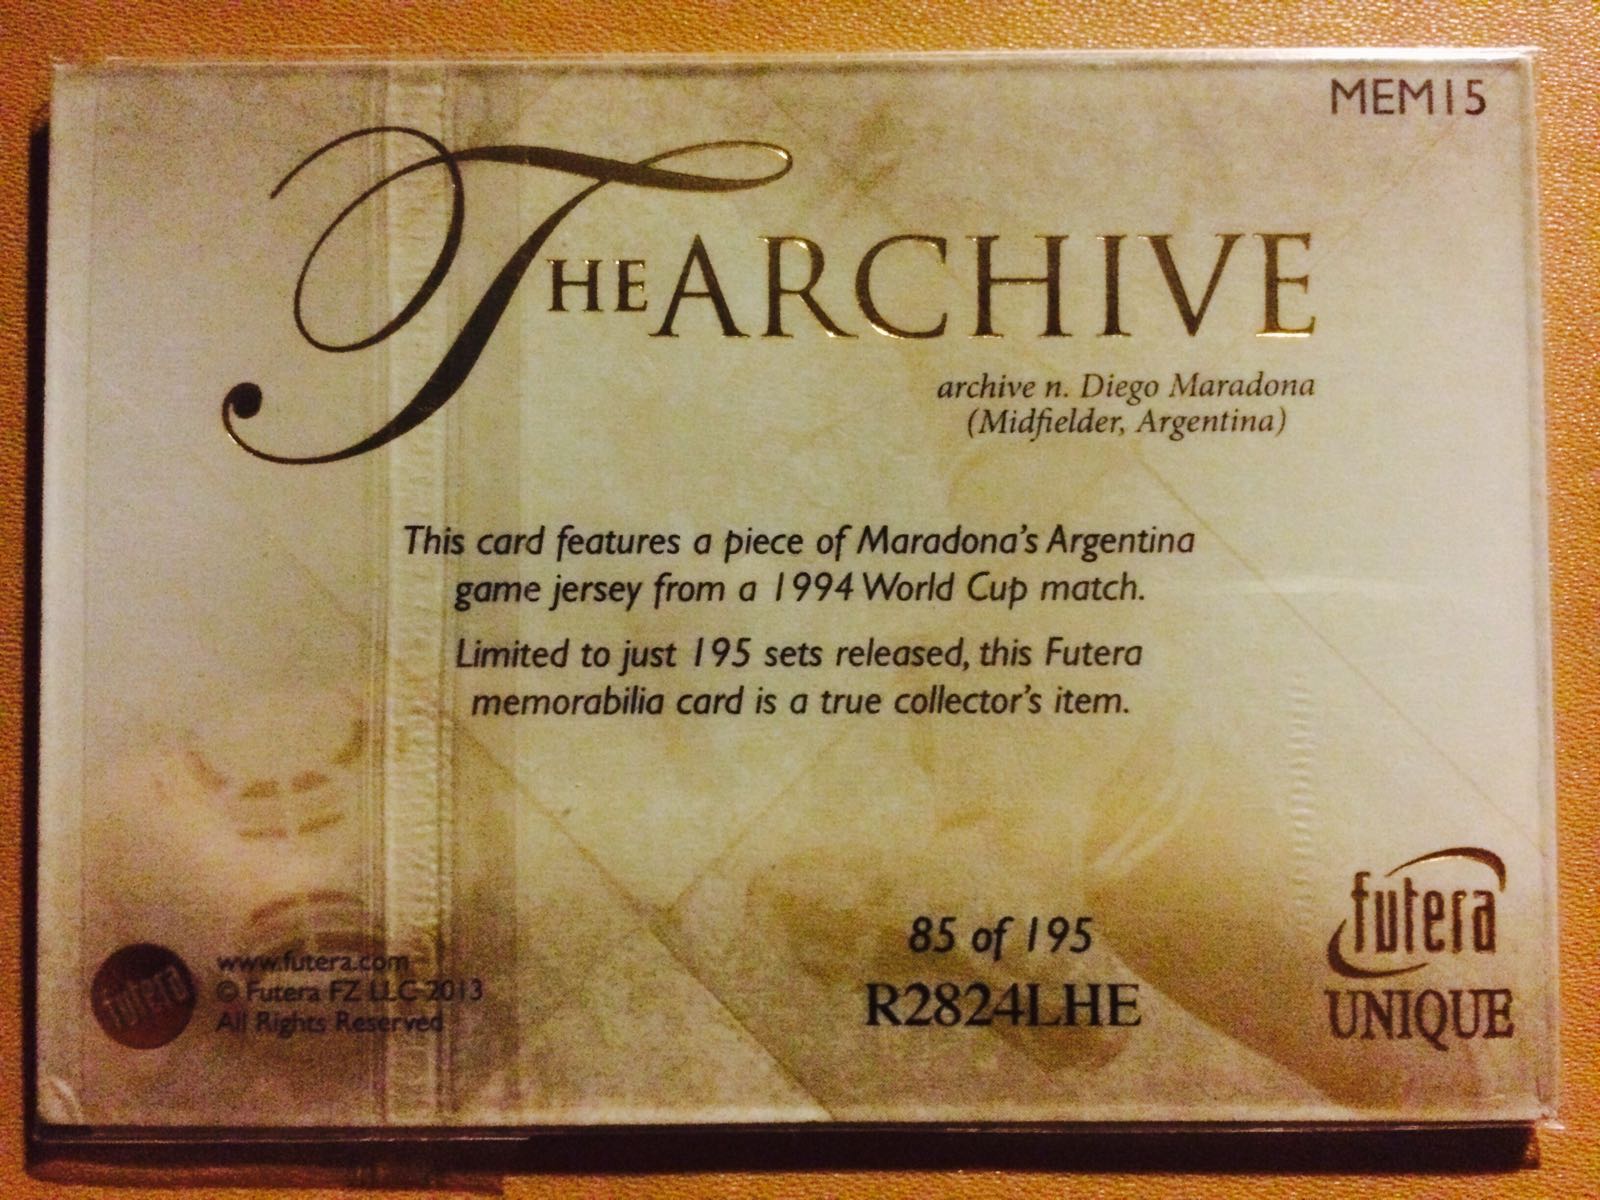 MEM15
THE ARCHIVE
archive n. Diego Maradona
(Midfielder, Argentina)
This card features a piece of Maradona's Argentina
game jersey from a 1994 World Cup match.
Limited to just 195 sets released, this Futera
memorabilia card is a true collector's item.
85 of 195
R2824LHE
futera
UNIQUE
futera
www.futera.com
© Futera FZ LLC 2013
All Rights Reserved